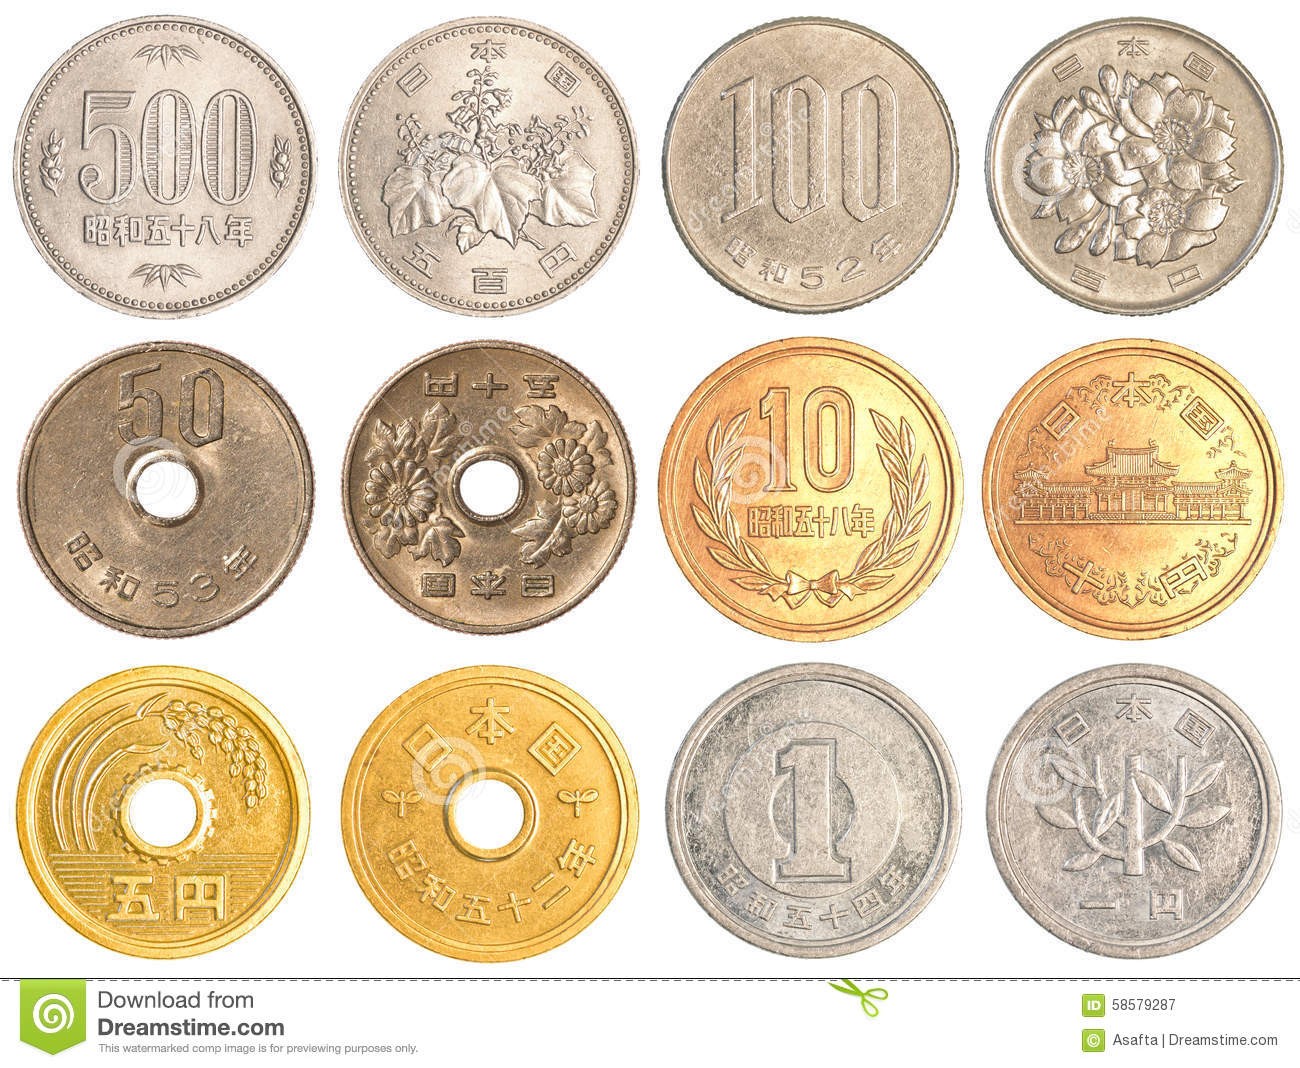 500
昭和五十八年
日本国
五百円
100
昭和52年
日本国
百円
50
昭和53年
五十円
日本国
10
昭和五十八年
日本国
十円
五円
日本国
昭和五十二年
1
昭和五十四年
日本国
一円
Download from
Dreamstime.com
This watermarked comp image is for previewing purposes only.
ID 58579287
© Asafta | Dreamstime.com